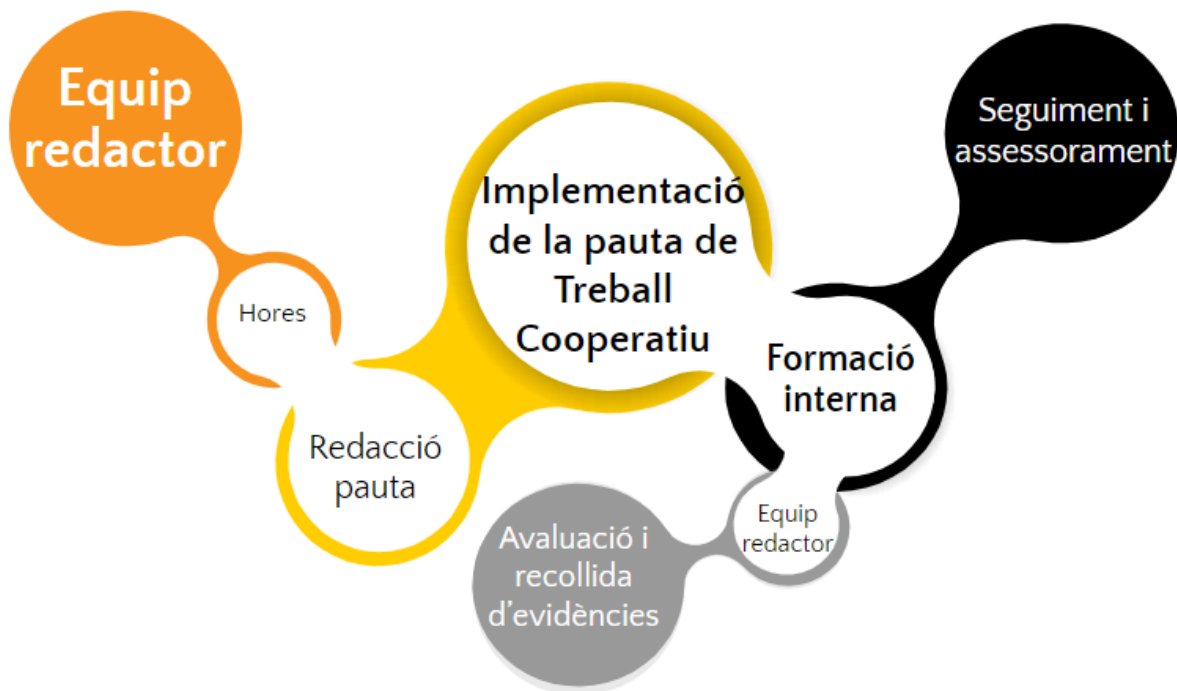 Equip
redactor
Hores
Redacció
pauta
Implementació
de la pauta de
Treball
Cooperatiu
Formació
interna
Seguiment i
assessorament
Equip
redactor
Avaluació i
recollida
d’evidències